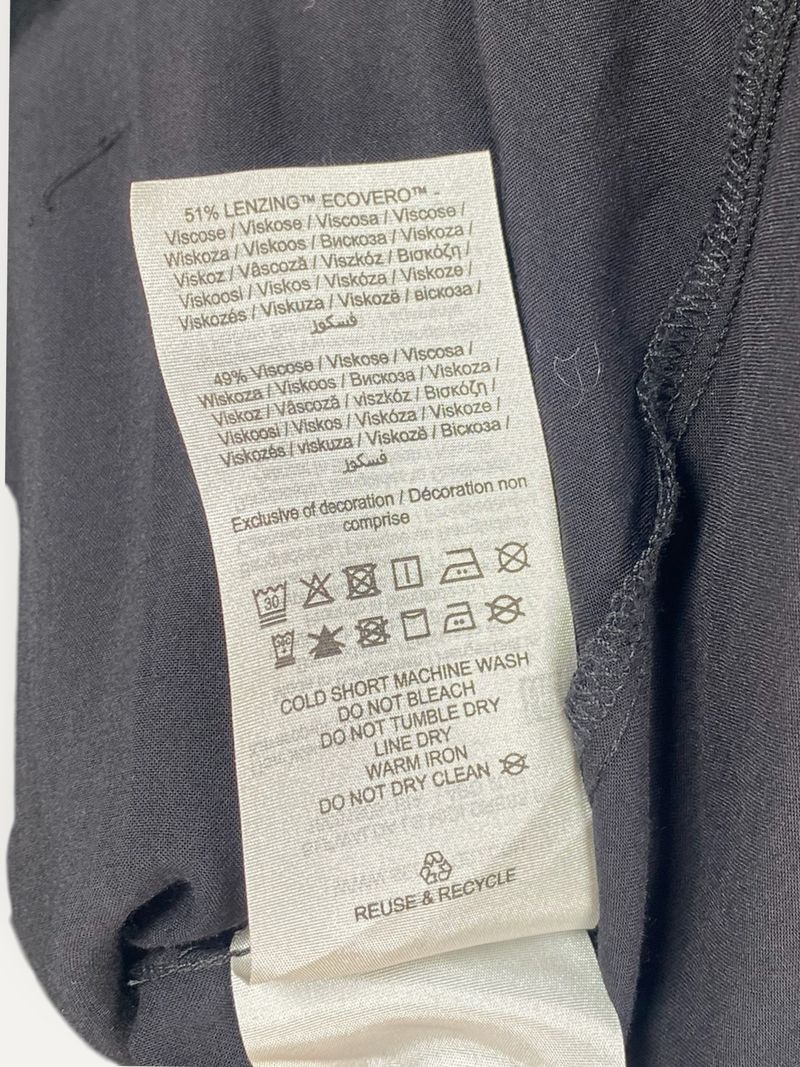 51% LENZING™ ECOVERO™ -
Viscose / Viskose / Viscosa / Viscose /
Wiskoza / Viskoos / Вискоза / Viskoza /
Viskoz / Vâscoză / Viszkóz / Βισκόζη /
Viskoosi / Viskos / Viskóza / Viskoze /
Viskozés / Viskuza / Viskozë / віскоза /
فسكوز
49% Viscose / Viskose / Viscosa /
Wiskoza / Viskoos / Вискоза / Viskoza /
Viskoz / Vâscoză / viszkóz / Βισκόζη /
Viskoosi / Viskos / Viskóza / Viskoze /
Viskozés / viskuza / Viskozë / Віскоза /
فسكوز
Exclusive of decoration / Décoration non
comprise
30
COLD SHORT MACHINE WASH
DO NOT BLEACH
DO NOT TUMBLE DRY
LINE DRY
WARM IRON
DO NOT DRY CLEAN
REUSE & RECYCLE